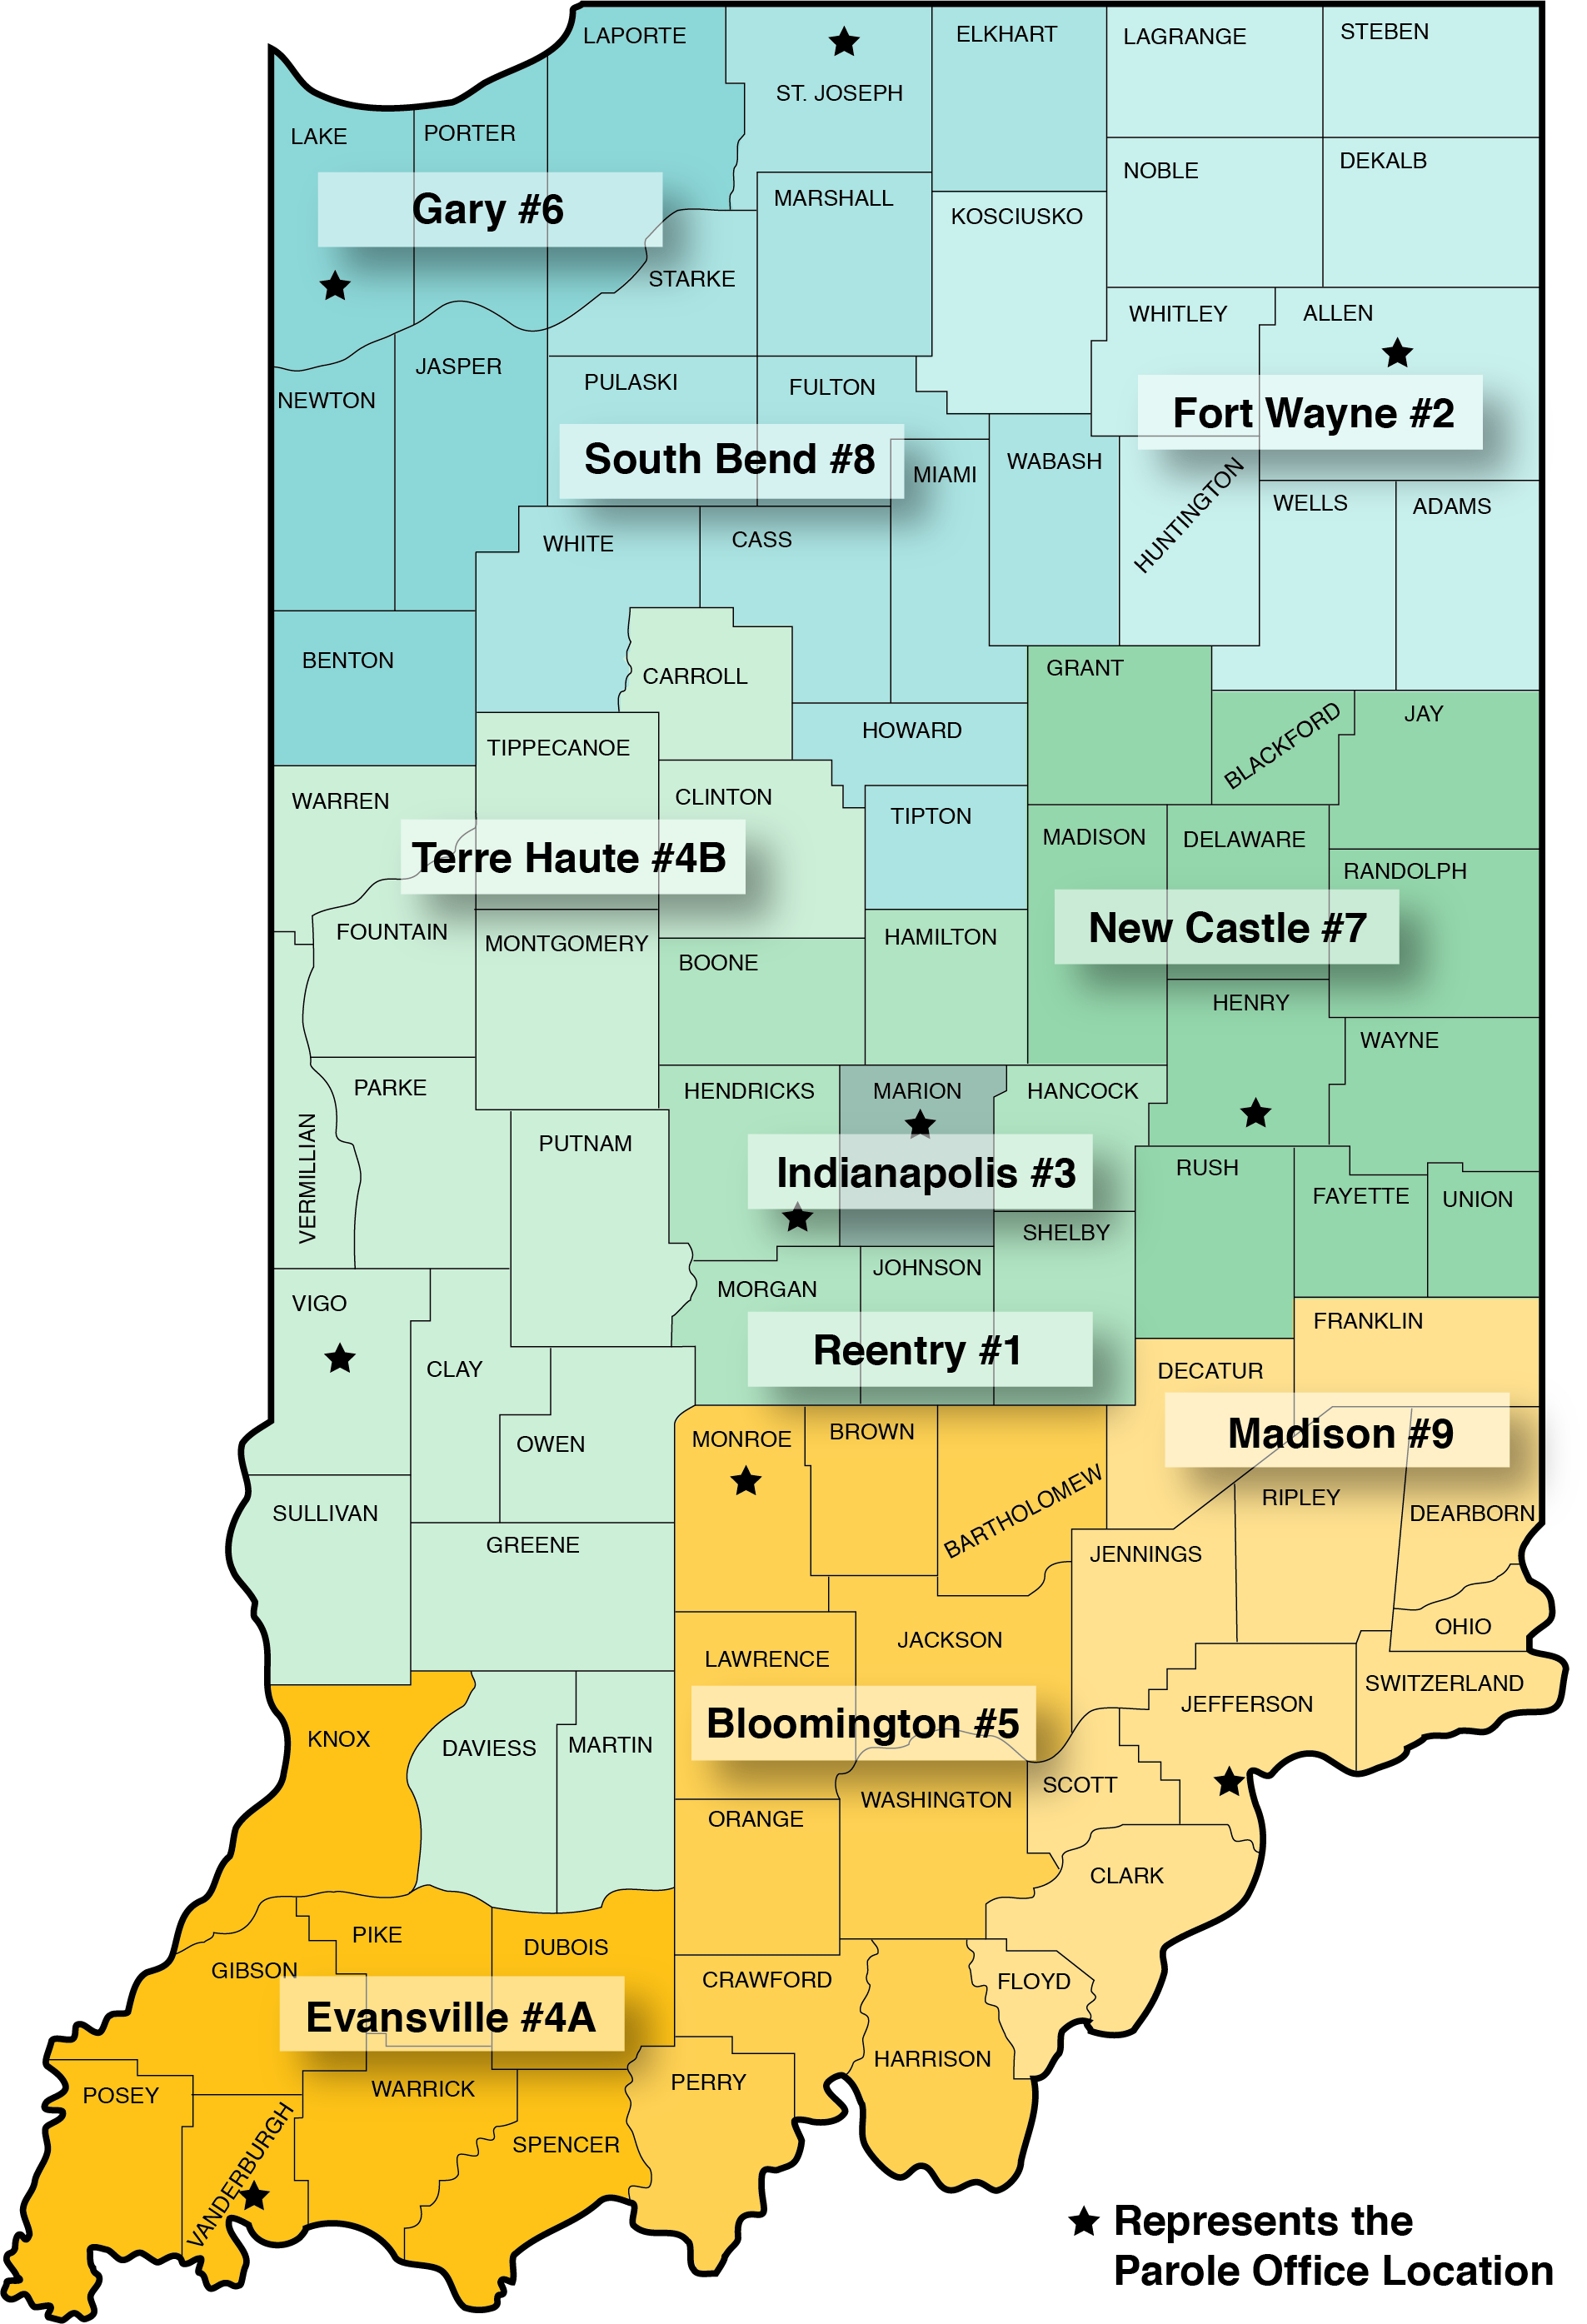 LAPORTE
ST. JOSEPH
ELKHART
LAGRANGE
STEBEN
LAKE
PORTER
NOBLE
DEKALB
MARSHALL
KOSCIUSKO
Gary #6
STARKE
WHITLEY
ALLEN
JASPER
NEWTON
PULASKI
FULTON
Fort Wayne #2
South Bend #8
MIAMI
WABASH
HUNTINGTON
WELLS
ADAMS
WHITE
CASS
BENTON
CARROLL
GRANT
BLACKFORD
JAY
HOWARD
TIPPECANOE
WARREN
CLINTON
TIPTON
MADISON
DELAWARE
Terre Haute #4B
RANDOLPH
FOUNTAIN
MONTGOMERY
BOONE
HAMILTON
New Castle #7
HENRY
WAYNE
PARKE
HENDRICKS
MARION
HANCOCK
VERMILLIAN
PUTNAM
Indianapolis #3
RUSH
FAYETTE
UNION
SHELBY
JOHNSON
MORGAN
VIGO
FRANKLIN
Reentry #1
CLAY
DECATUR
OWEN
MONROE
BROWN
Madison #9
BARTHOLOMEW
RIPLEY
DEARBORN
SULLIVAN
GREENE
JENNINGS
OHIO
LAWRENCE
JACKSON
SWITZERLAND
JEFFERSON
KNOX
DAVIESS
MARTIN
Bloomington #5
SCOTT
WASHINGTON
ORANGE
CLARK
PIKE
DUBOIS
GIBSON
CRAWFORD
FLOYD
Evansville #4A
HARRISON
POSEY
WARRICK
PERRY
VANDERBURGH
SPENCER
Represents the
Parole Office Location